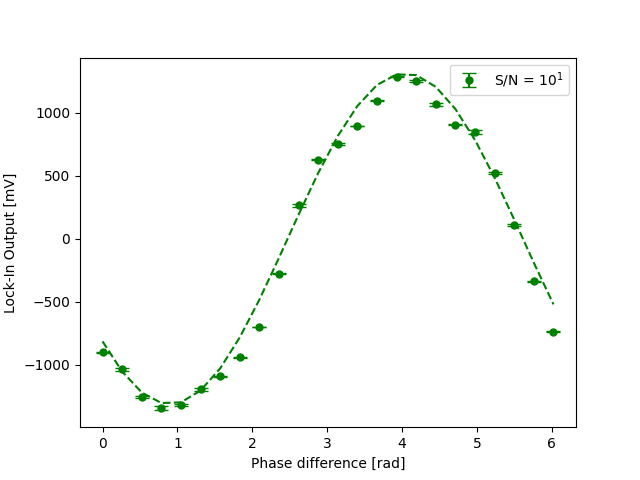 S/N = 10¹
1000
500
0
−500
−1000
Lock-In Output [mV]
0 1 2 3 4 5 6
Phase difference [rad]